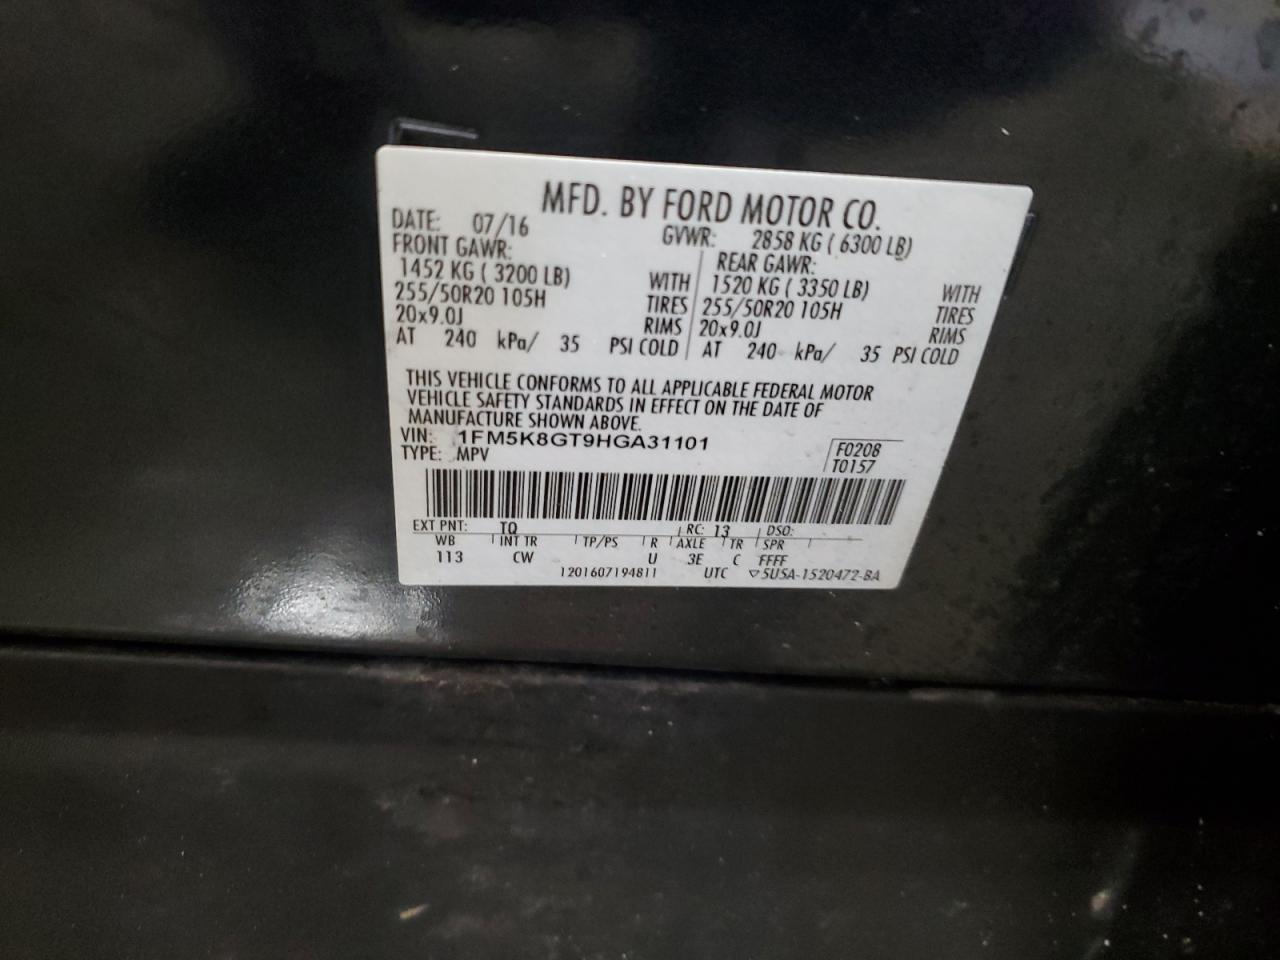 MFD. BY FORD MOTOR CO.
DATE: 07/16 GVWR: 2858 KG ( 6300 LB)
FRONT GAWR: REAR GAWR:
1452 KG ( 3200 LB) WITH 1520 KG ( 3350 LB) WITH
255/50R20 105H TIRES 255/50R20 105H TIRES
20x9.0J RIMS 20x9.0J RIMS
AT 240 kPa/ 35 PSI COLD AT 240 kPa/ 35 PSI COLD
THIS VEHICLE CONFORMS TO ALL APPLICABLE FEDERAL MOTOR
VEHICLE SAFETY STANDARDS IN EFFECT ON THE DATE OF
MANUFACTURE SHOWN ABOVE.
VIN: 1FM5K8GT9HGA31101 F0208
TYPE: MPV T0157
EXT PNT: TQ RC: 13 DSO:
WB INT TR TP/PS R AXLE TR SPR
113 CW U 3E C FFFF
1201607194811 UTC ▽5USA-1520472-BA